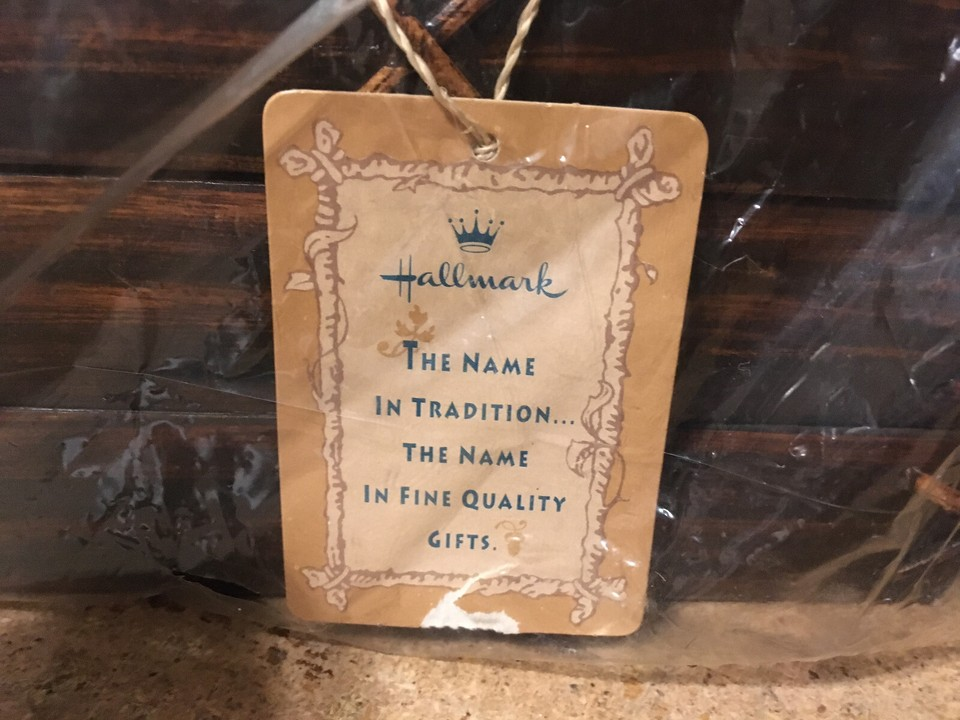 Hallmark
THE NAME
IN TRADITION...
THE NAME
IN FINE QUALITY
GIFTS.